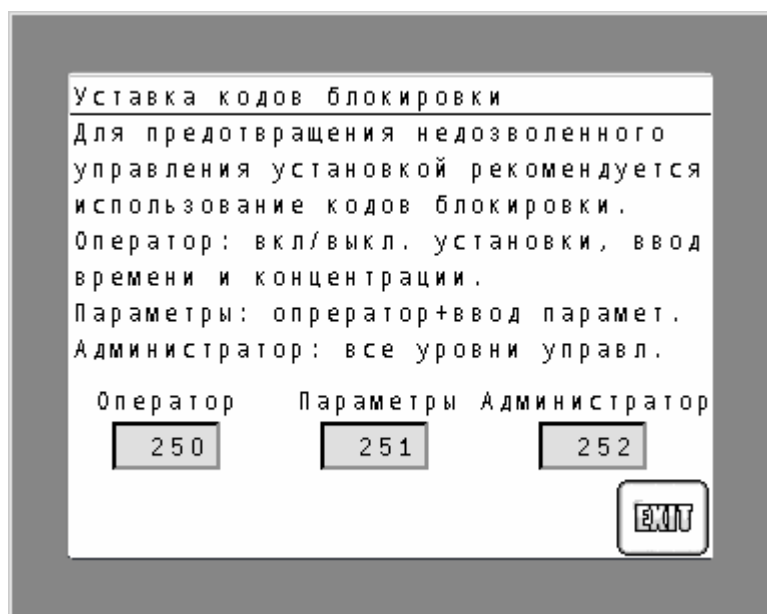 Уставка кодов блокировки
Для предотвращения недозволенного
управления установкой рекомендуется
использование кодов блокировки.
Оператор: вкл/выкл. установки, ввод
времени и концентрации.
Параметры: опрератор+ввод парамет.
Администратор: все уровни управл.
Оператор Параметры Администратор
250 251 252
EXIT